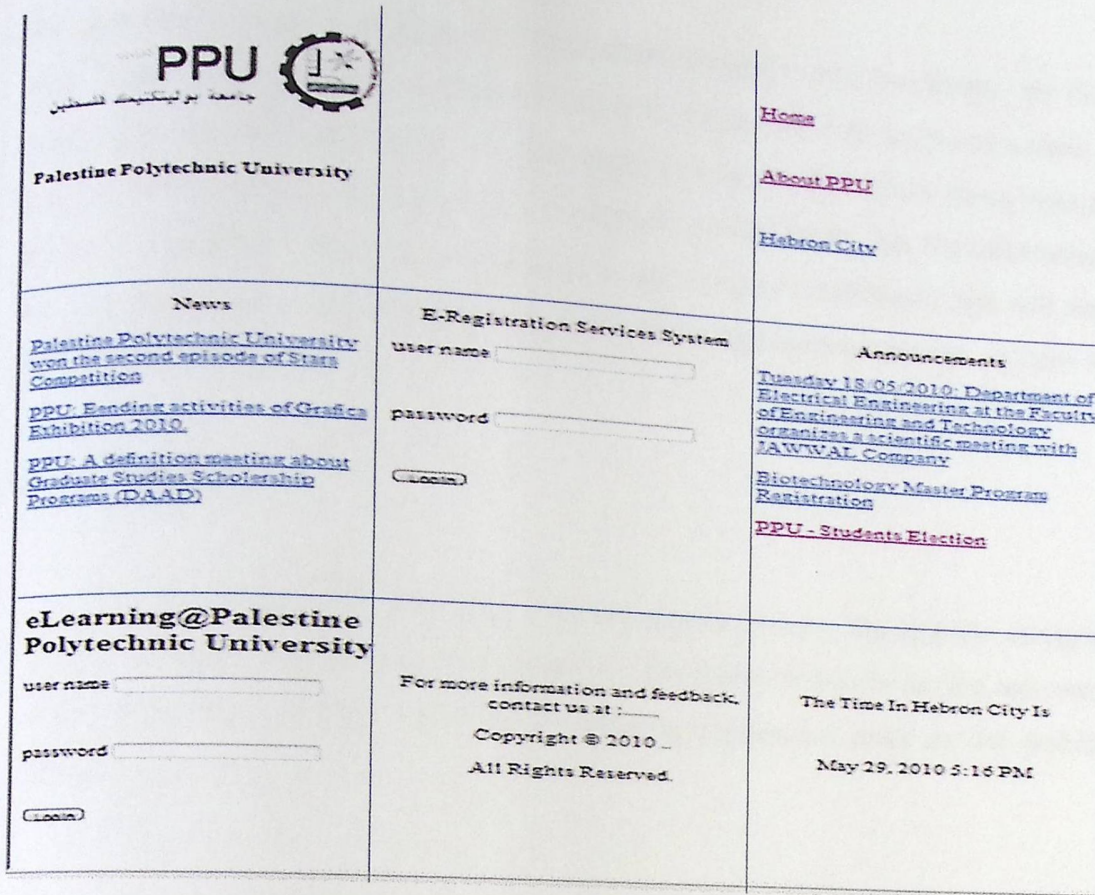 PPU
جامعة بوليتكنيك فلسطين
Palestine Polytechnic University
Home
About PPU
Hebron City
News
Palestine Polytechnic University
won the second episode of Stars
Competition
PPU: Eending activities of Grafica
Exhibition 2010.
PPU: A definition meeting about
Graduate Studies Scholership
Programs (DAAD)
E-Registration Services System
user name
password
Login
Announcements
Tuesday 18/05/2010: Department of
Electrical Engineering at the Faculty
of Engineering and Technology
organizes a scientific meeting with
JAWWAL Company
Biotechnology Master Program
Registration
PPU - Students Election
eLearning@Palestine
Polytechnic University
user name
password
Login
For more information and feedback,
contact us at :____
Copyright © 2010 _
All Rights Reserved.
The Time In Hebron City Is
May 29, 2010 5:16 PM